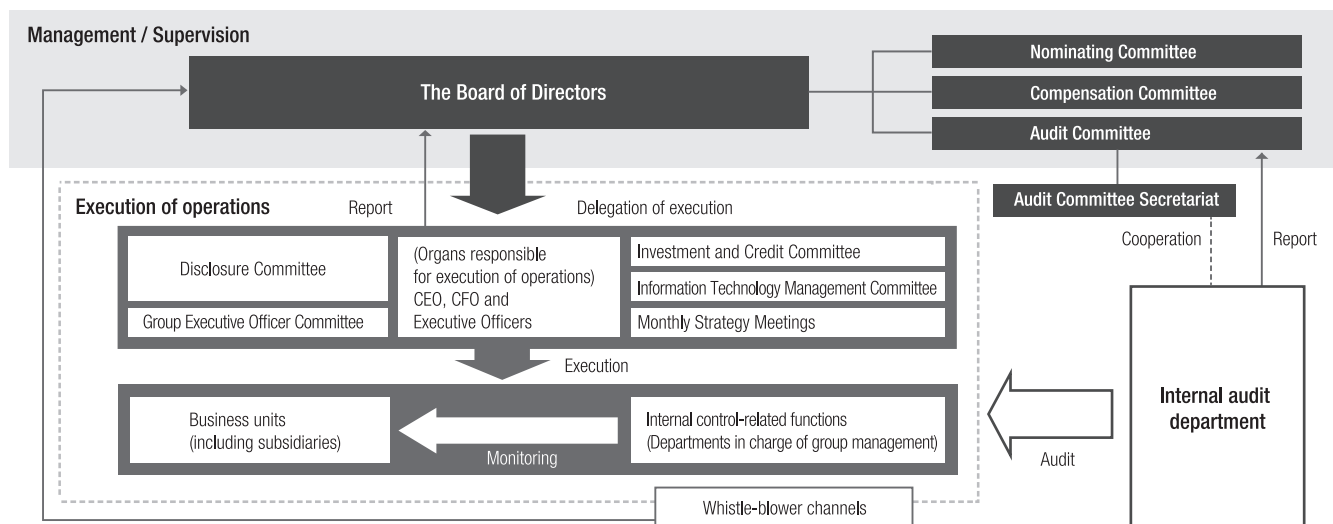 Management / Supervision
The Board of Directors
Nominating Committee
Compensation Committee
Audit Committee
Audit Committee Secretariat
Cooperation
Report
Execution of operations
Report
Delegation of execution
Disclosure Committee
Group Executive Officer Committee
(Organs responsible
for execution of operations)
CEO, CFO and
Executive Officers
Investment and Credit Committee
Information Technology Management Committee
Monthly Strategy Meetings
Execution
Business units
(including subsidiaries)
Monitoring
Internal control-related functions
(Departments in charge of group management)
Audit
Internal audit
department
Whistle-blower channels